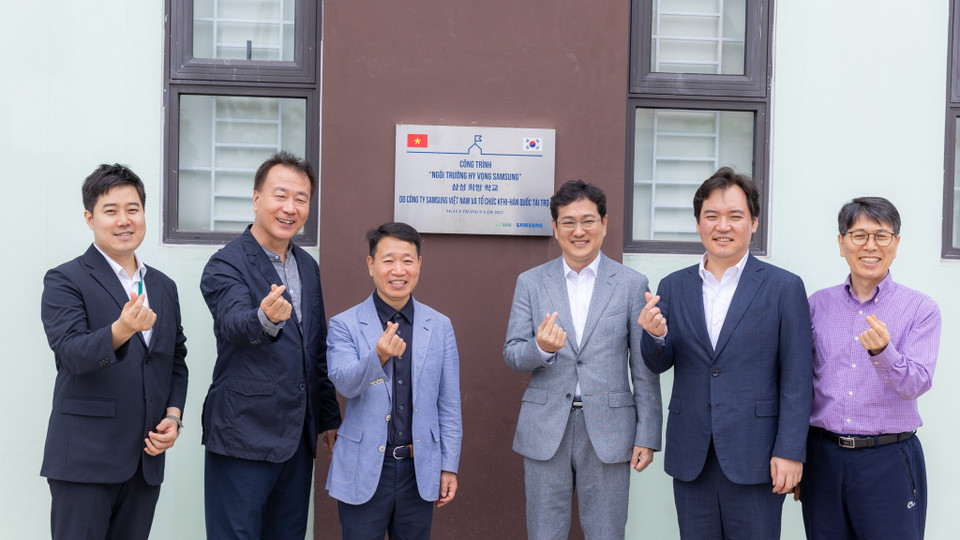 CÔNG TRÌNH
"NGÔI TRƯỜNG HY VỌNG SAMSUNG"
삼성 희망 학교
DO CÔNG TY SAMSUNG VIỆT NAM VÀ TỔ CHỨC KFHI-HÀN QUỐC TÀI TRỢ
SAMSUNG